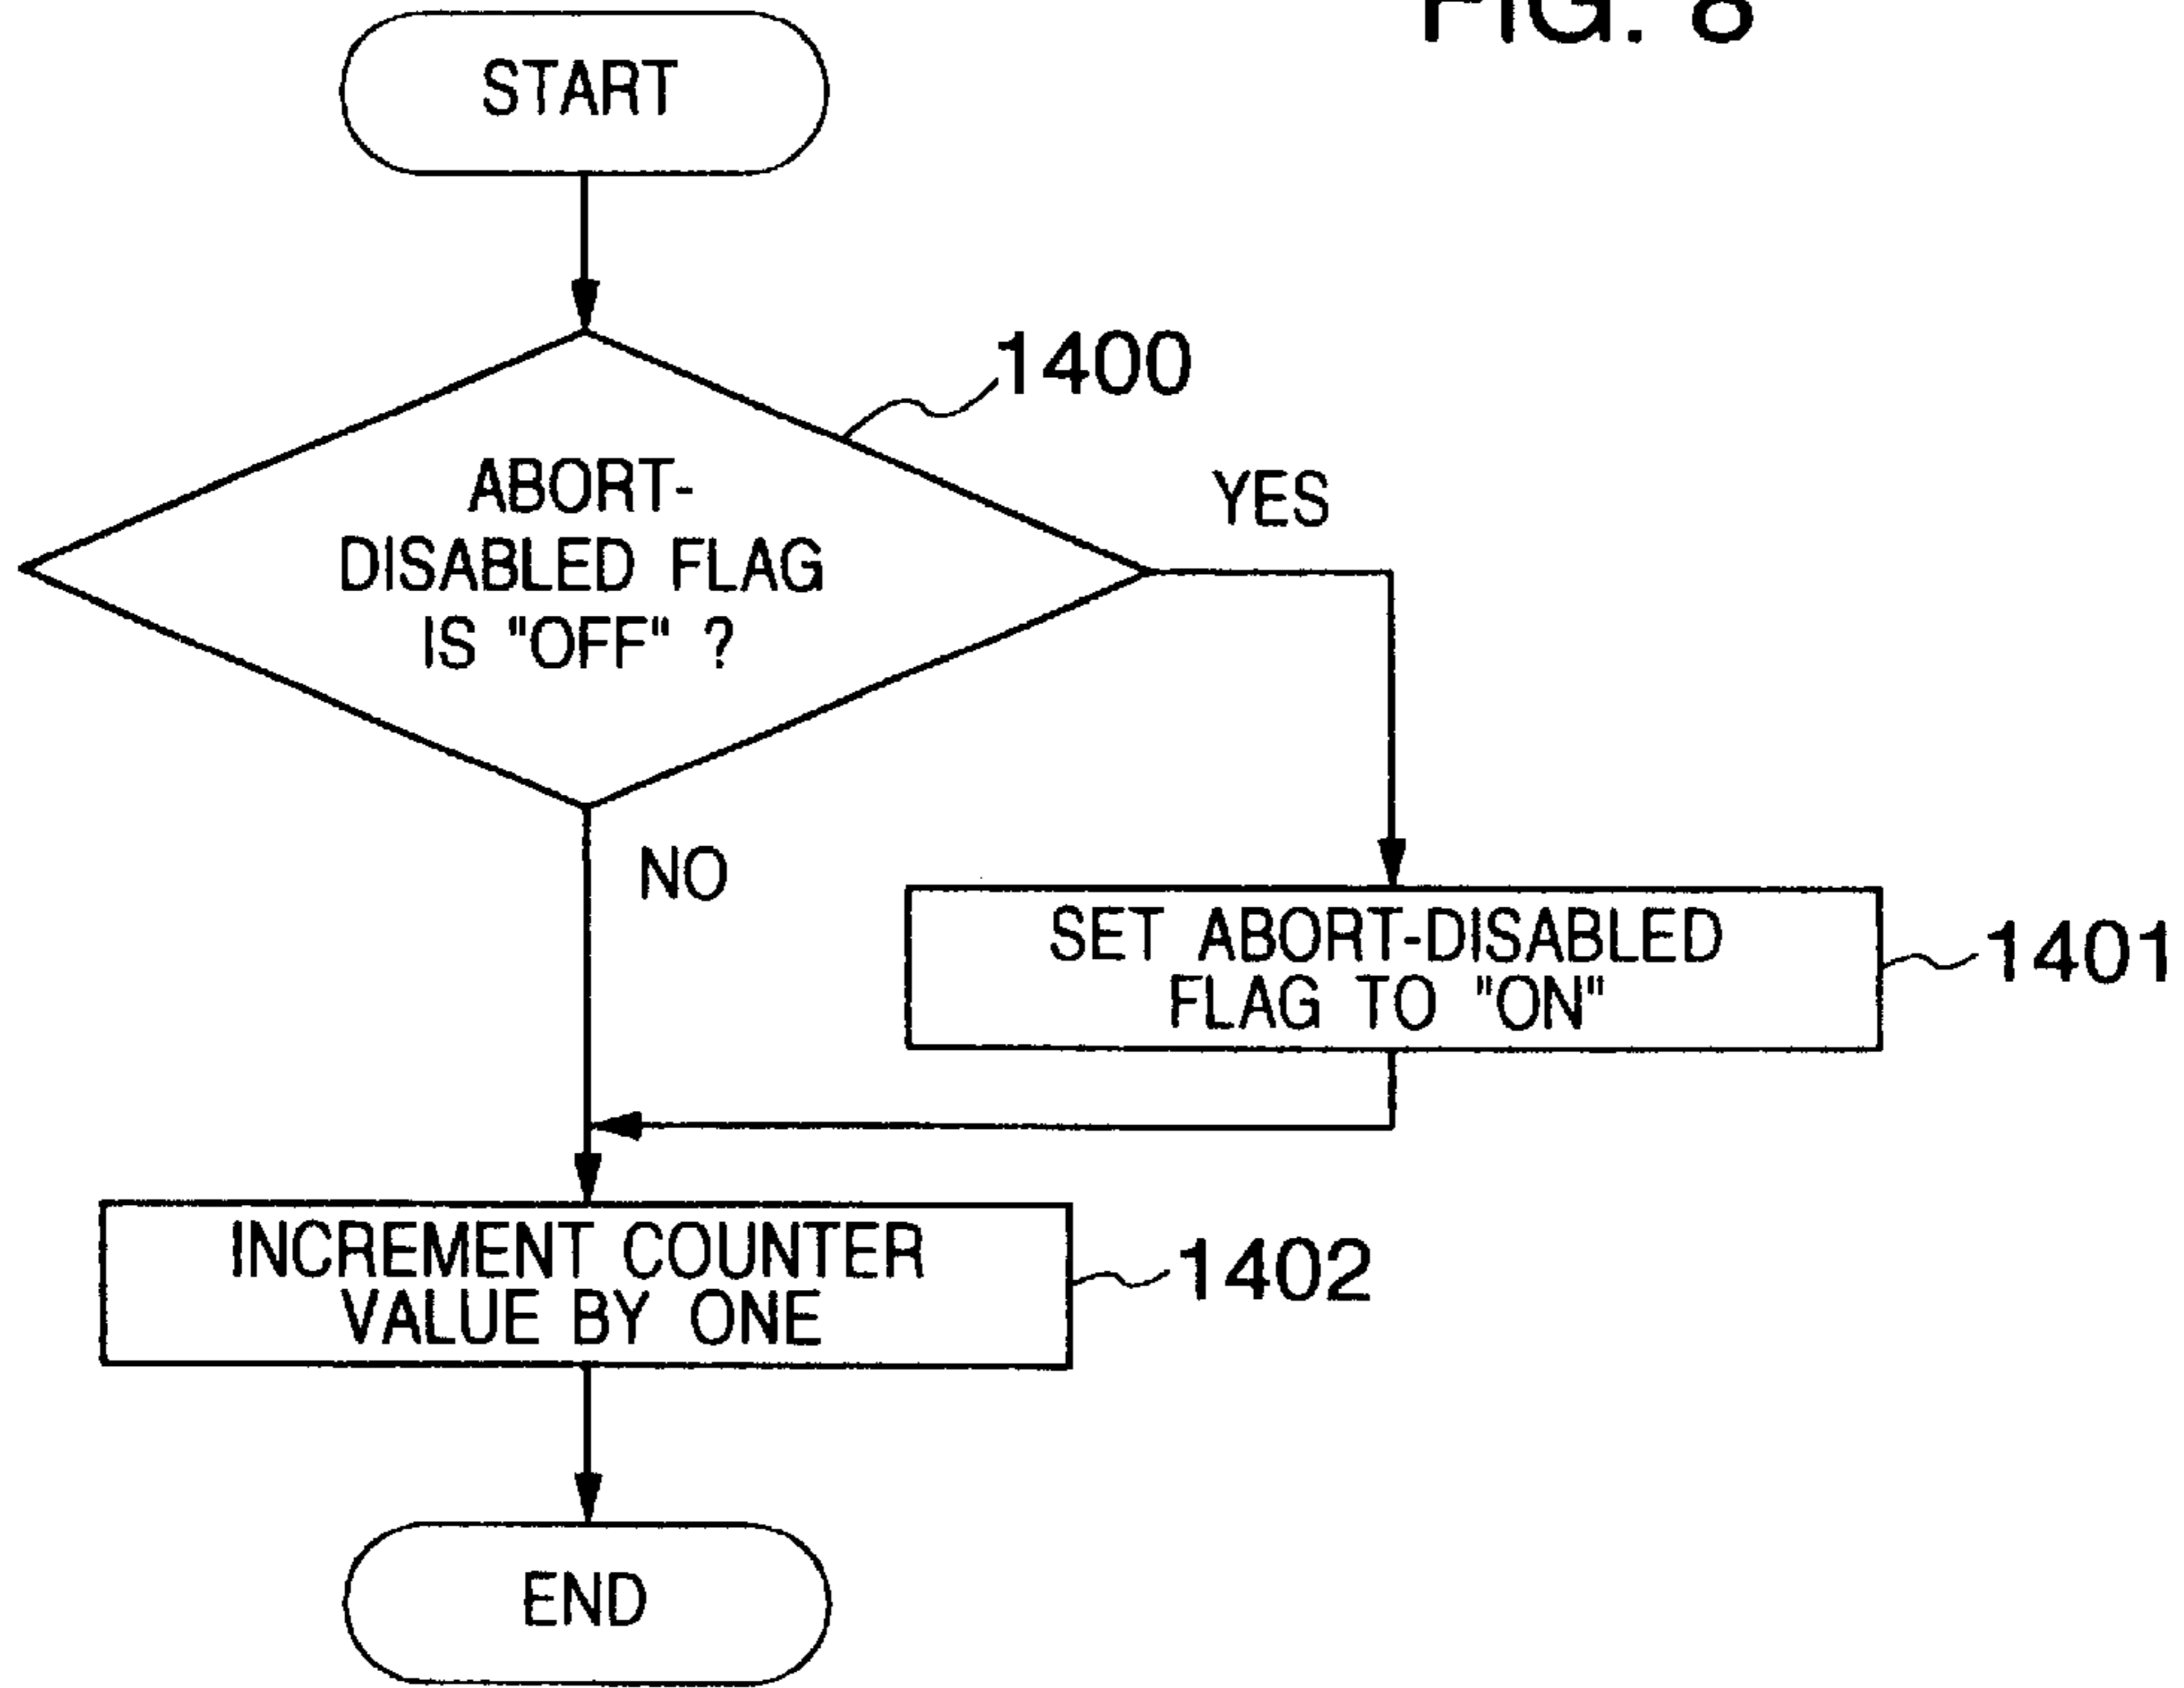 FIG. 8
START
1400
ABORT-
DISABLED FLAG
IS "OFF" ?
YES
NO
SET ABORT-DISABLED
FLAG TO "ON"
1401
INCREMENT COUNTER
VALUE BY ONE
1402
END